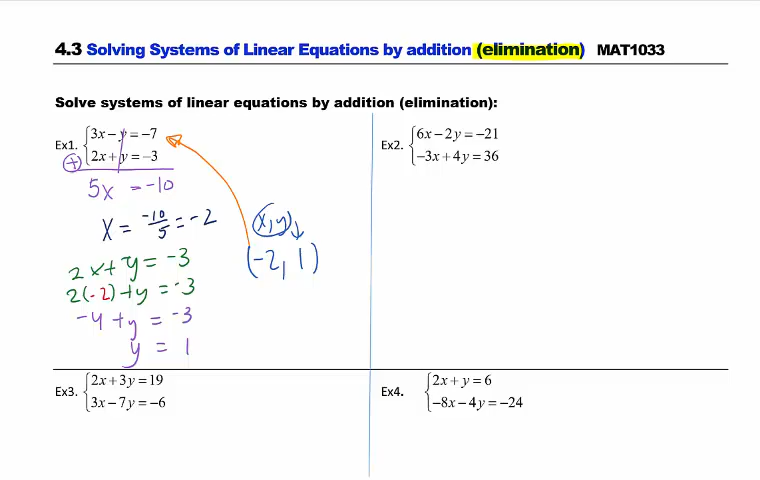 4.3 Solving Systems of Linear Equations by addition (elimination) MAT1033
Solve systems of linear equations by addition (elimination):
Ex1. {3x − y = −7
2x + y = −3
+
5x = −10
x = −10/5 = −2
2x + y = −3
2(−2) + y = −3
−4 + y = −3
y = 1
(x, y)
(−2, 1)
Ex2. {6x − 2y = −21
−3x + 4y = 36
Ex3. {2x + 3y = 19
3x − 7y = −6
Ex4. {2x + y = 6
−8x − 4y = −24